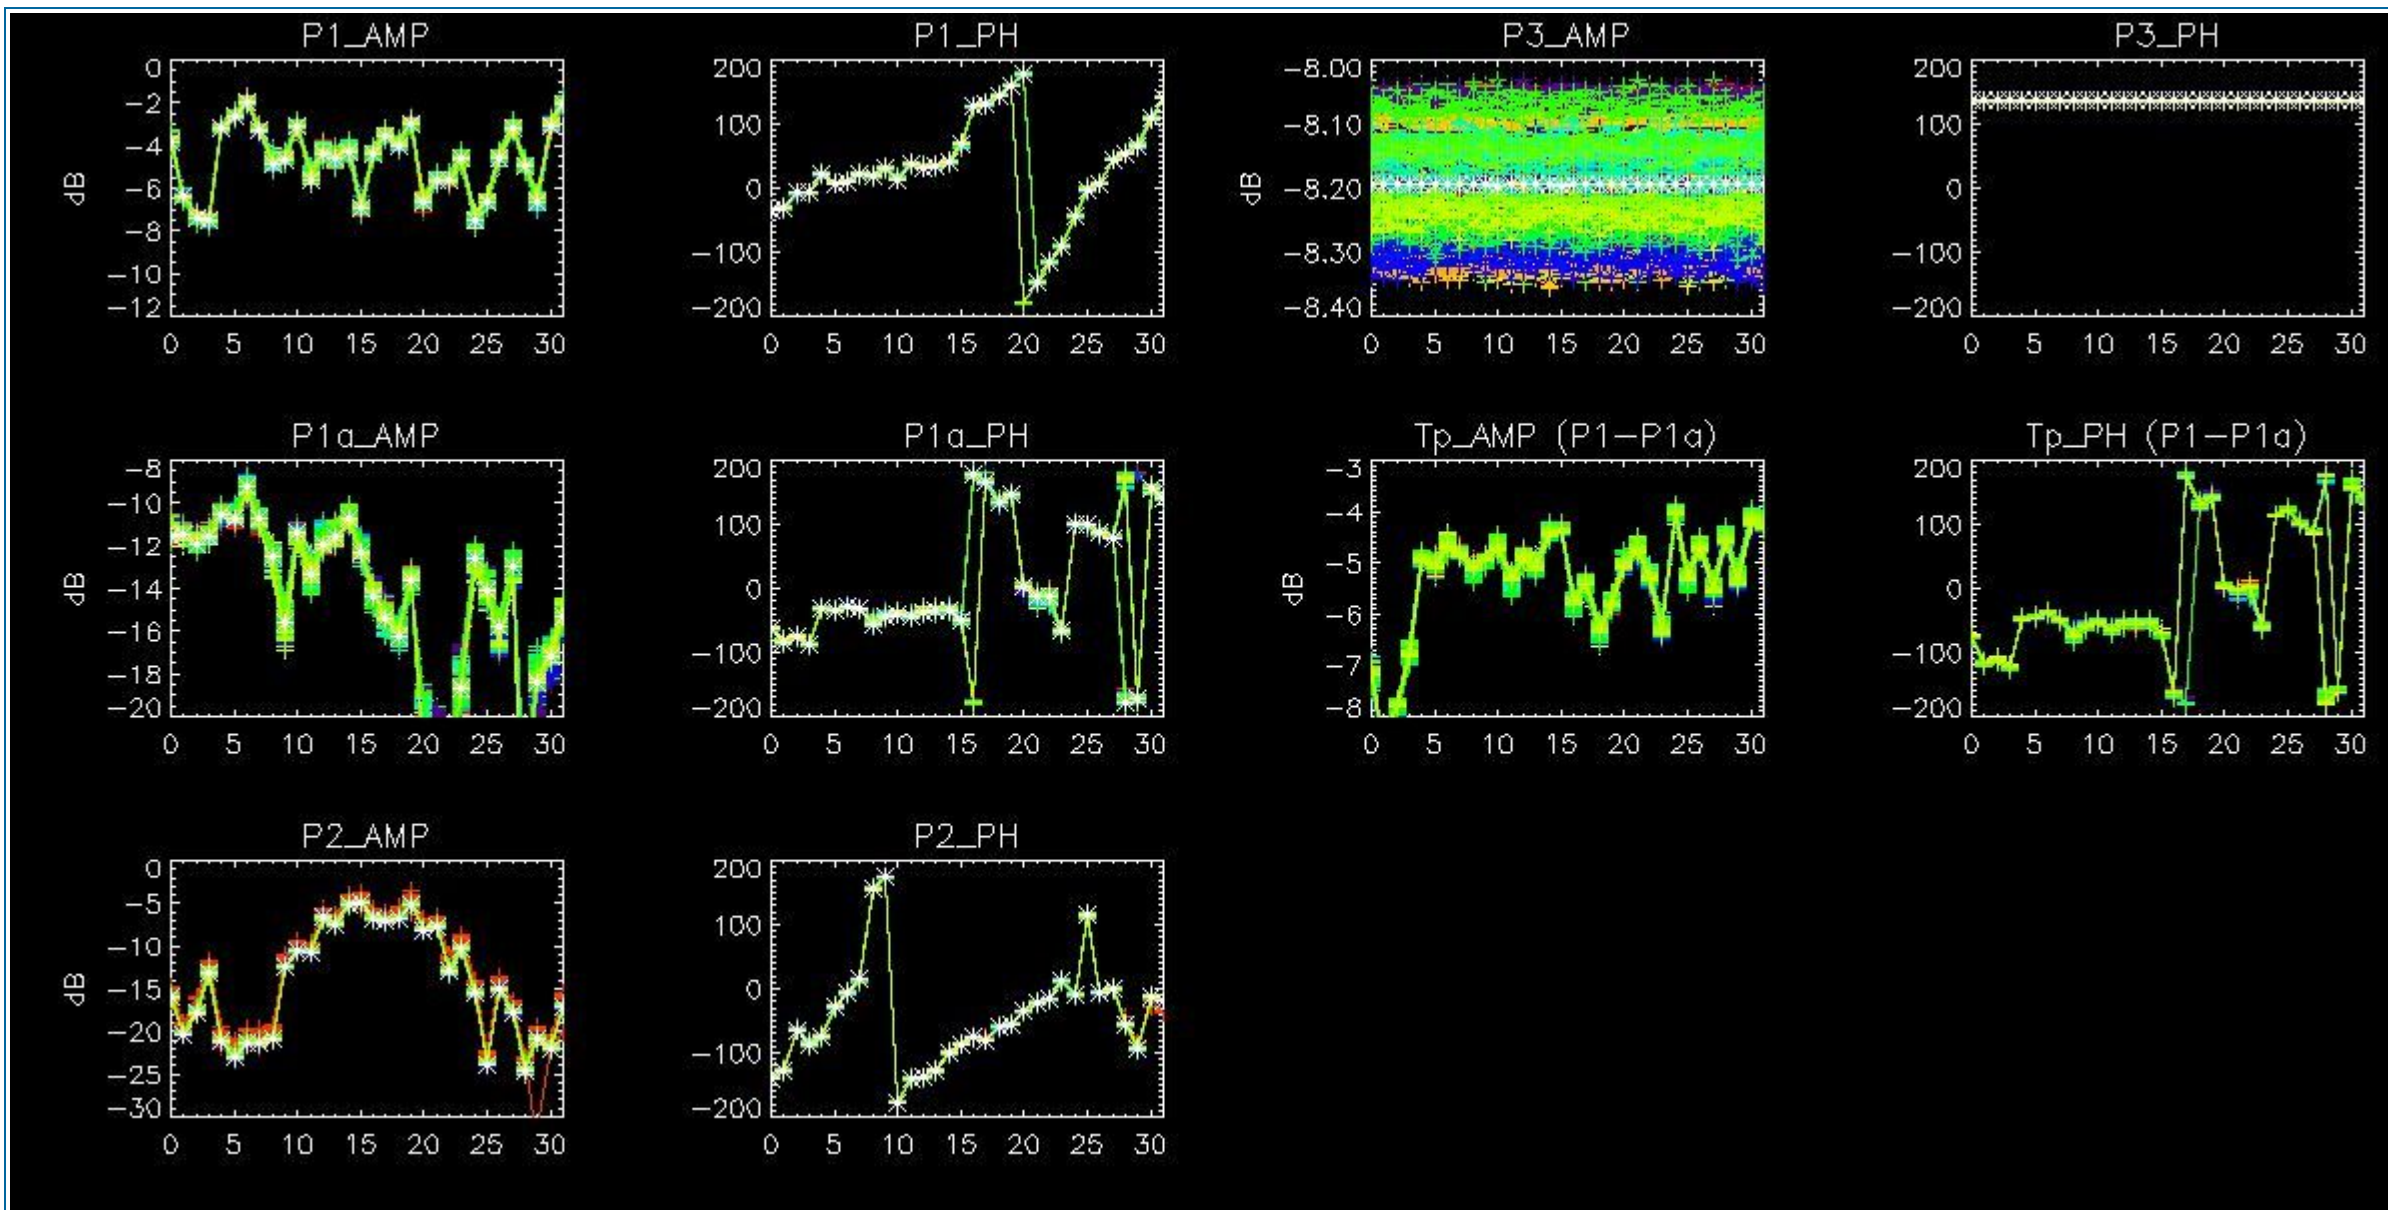 P1_AMP P1_PH P3_AMP P3_PH
0 200 −8.00 200
−2
−4 100 −8.10 100
dB −6 0 dB −8.20 0
−8
−10 −100 −8.30 −100
−12 −200 −8.40 −200
0 5 10 15 20 25 30 0 5 10 15 20 25 30 0 5 10 15 20 25 30 0 5 10 15 20 25 30
P1a_AMP P1a_PH Tp_AMP (P1−P1a) Tp_PH (P1−P1a)
−8 200 −3 200
−10 100 −4 100
−12
dB −14 0 dB −5 0
−16 −6
−18 −100 −7 −100
−20 −200 −8 −200
0 5 10 15 20 25 30 0 5 10 15 20 25 30 0 5 10 15 20 25 30 0 5 10 15 20 25 30
P2_AMP P2_PH
0 200
−5 100
−10
dB −15 0
−20
−25 −100
−30 −200
0 5 10 15 20 25 30 0 5 10 15 20 25 30